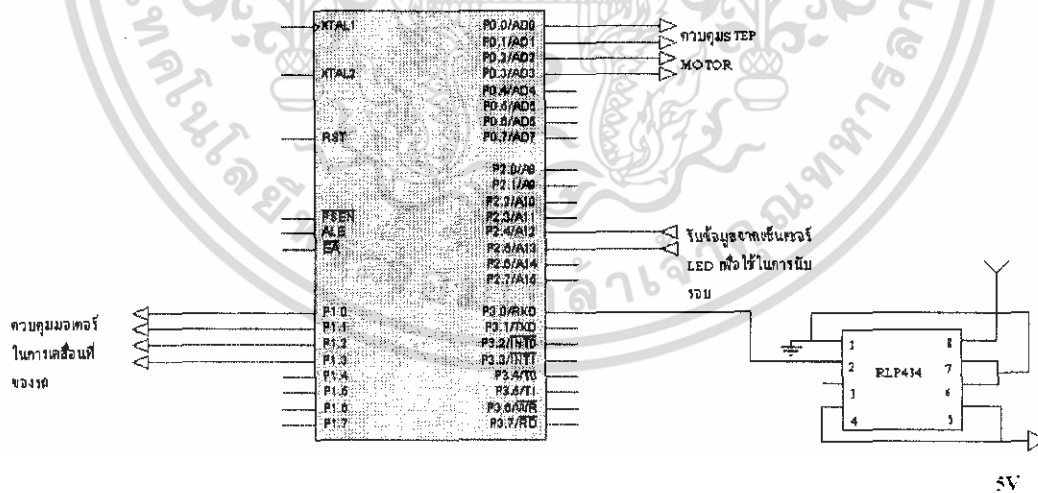 XTAL1
XTAL2
RST
PSEN
ALE
EA
P1.0
P1.1
P1.2
P1.3
P1.4
P1.5
P1.6
P1.7
P0.0/AD0
P0.1/AD1
P0.2/AD2
P0.3/AD3
P0.4/AD4
P0.5/AD5
P0.6/AD6
P0.7/AD7
P2.0/A8
P2.1/A9
P2.2/A10
P2.3/A11
P2.4/A12
P2.5/A13
P2.6/A14
P2.7/A15
P3.0/RXD
P3.1/TXD
P3.2/INT0
P3.3/INT1
P3.4/T0
P3.5/T1
P3.6/WR
P3.7/RD
ควบคุมSTEP
MOTOR
รับข้อมูลจากเซ็นเซอร์
LED เพื่อใช้ในการนับ
รอบ
ควบคุมมอเตอร์
ในการเคลื่อนที่
ของรถ
1
2
3
4
RLP434
8
7
6
5
5V